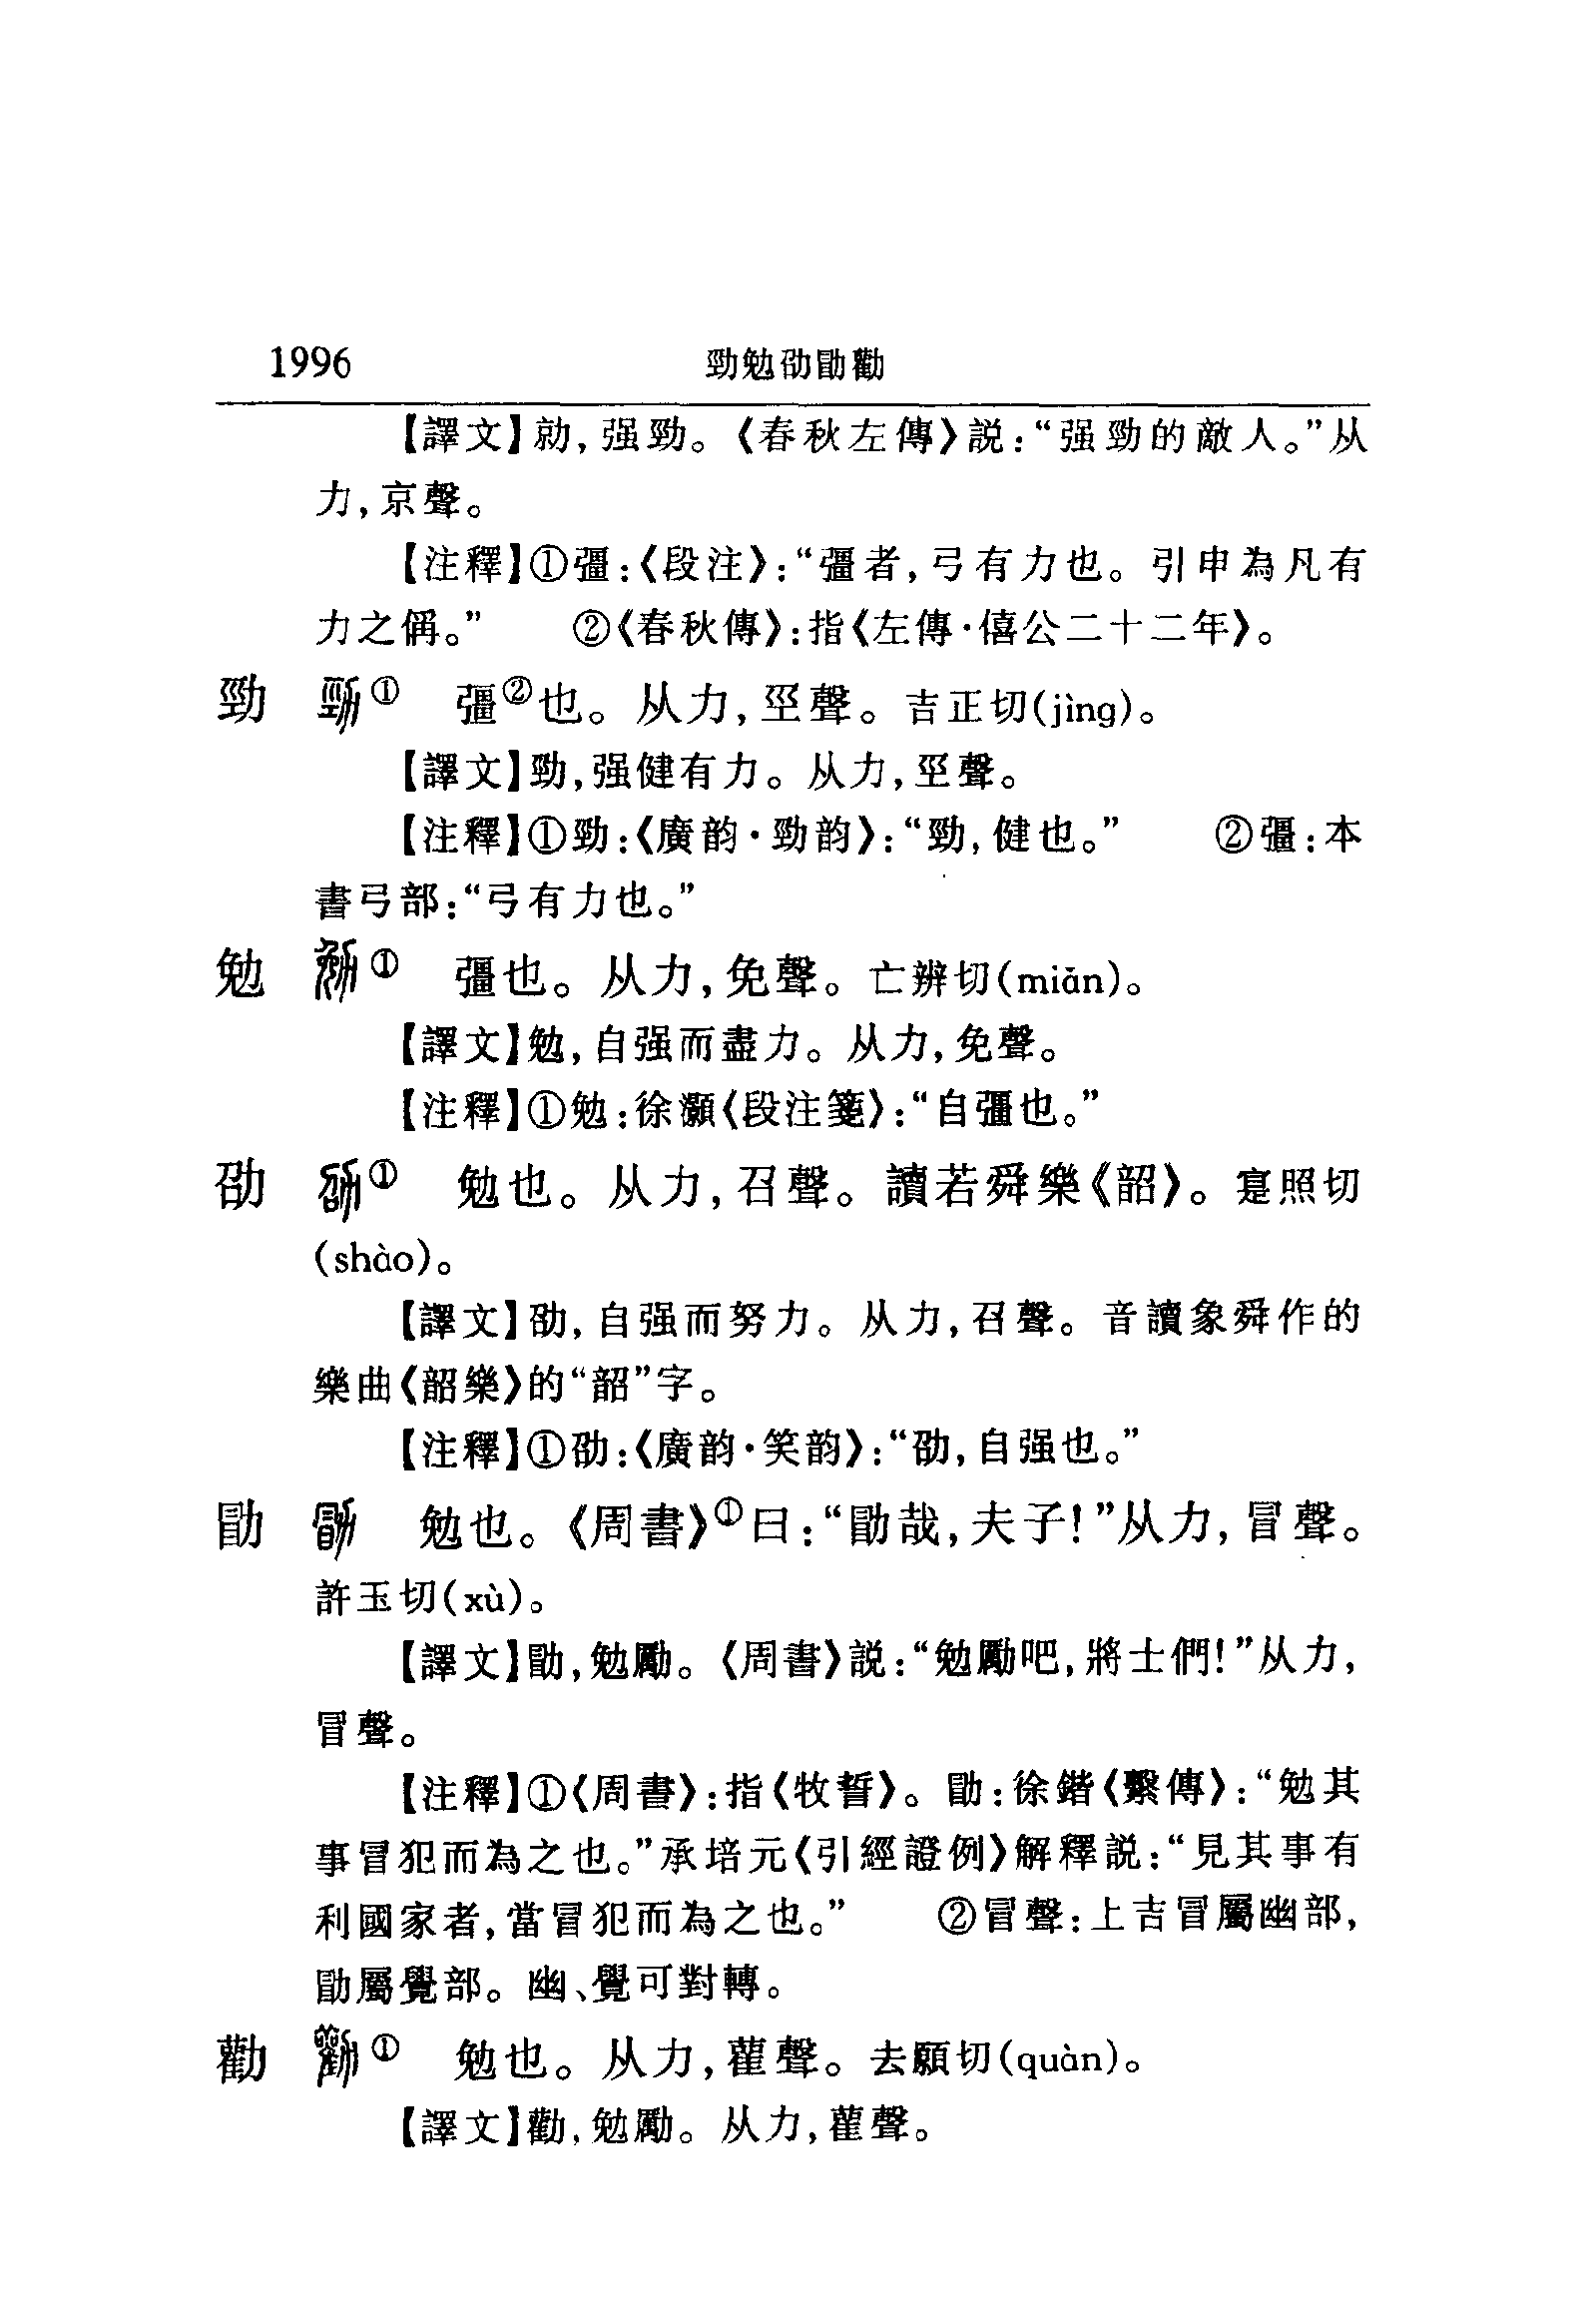 1996 勁勉劭勖勸
【譯文】勍，强勁。《春秋左傳》説：“强勁的敵人。”从
力，京聲。
【注釋】①彊：《段注》：“彊者，弓有力也。引申為凡有
力之偁。” ②《春秋傳》：指《左傳·僖公二十二年》。
勁 ① 彊②也。从力，巠聲。吉正切(jìng)。
【譯文】勁，强健有力。从力，巠聲。
【注釋】①勁：《廣韵·勁韵》：“勁，健也。” ②彊：本
書弓部：“弓有力也。”
勉 ① 彊也。从力，免聲。亡辨切(miǎn)。
【譯文】勉，自强而盡力。从力，免聲。
【注釋】①勉：徐灝《段注箋》：“自彊也。”
劭 ① 勉也。从力，召聲。讀若舜樂《韶》。寔照切
(shào)。
【譯文】劭，自强而努力。从力，召聲。音讀象舜作的
樂曲《韶樂》的“韶”字。
【注釋】①劭：《廣韵·笑韵》：“劭，自强也。”
勖 勉也。《周書》①曰：“勖哉，夫子！”从力，冒聲。
許玉切(xù)。
【譯文】勖，勉勵。《周書》説：“勉勵吧，將士們！”从力，
冒聲。
【注釋】①《周書》：指《牧誓》。勖：徐鍇《繫傳》：“勉其
事冒犯而為之也。”承培元《引經證例》解釋説：“見其事有
利國家者，當冒犯而為之也。” ②冒聲：上古冒屬幽部，
勖屬覺部。幽、覺可對轉。
勸 ① 勉也。从力，雚聲。去願切(quàn)。
【譯文】勸，勉勵。从力，雚聲。